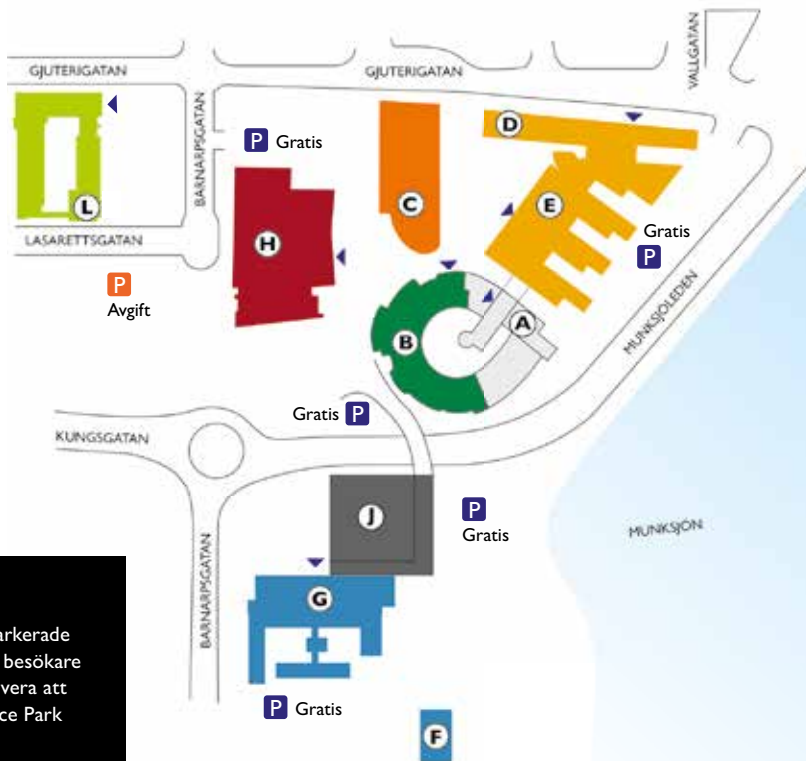 GJUTERIGATAN
GJUTERIGATAN
VALLGATAN
BARNARPSGATAN
P Gratis
D
C
E
L
H
Gratis
P
LASARETTSGATAN
P
Avgift
A
B
MUNKSJÖLEDEN
Gratis P
KUNGSGATAN
J
P
Gratis
MUNKSJÖN
BARNARPSGATAN
G
arkerade
besökare
vera att
ce Park
P Gratis
F